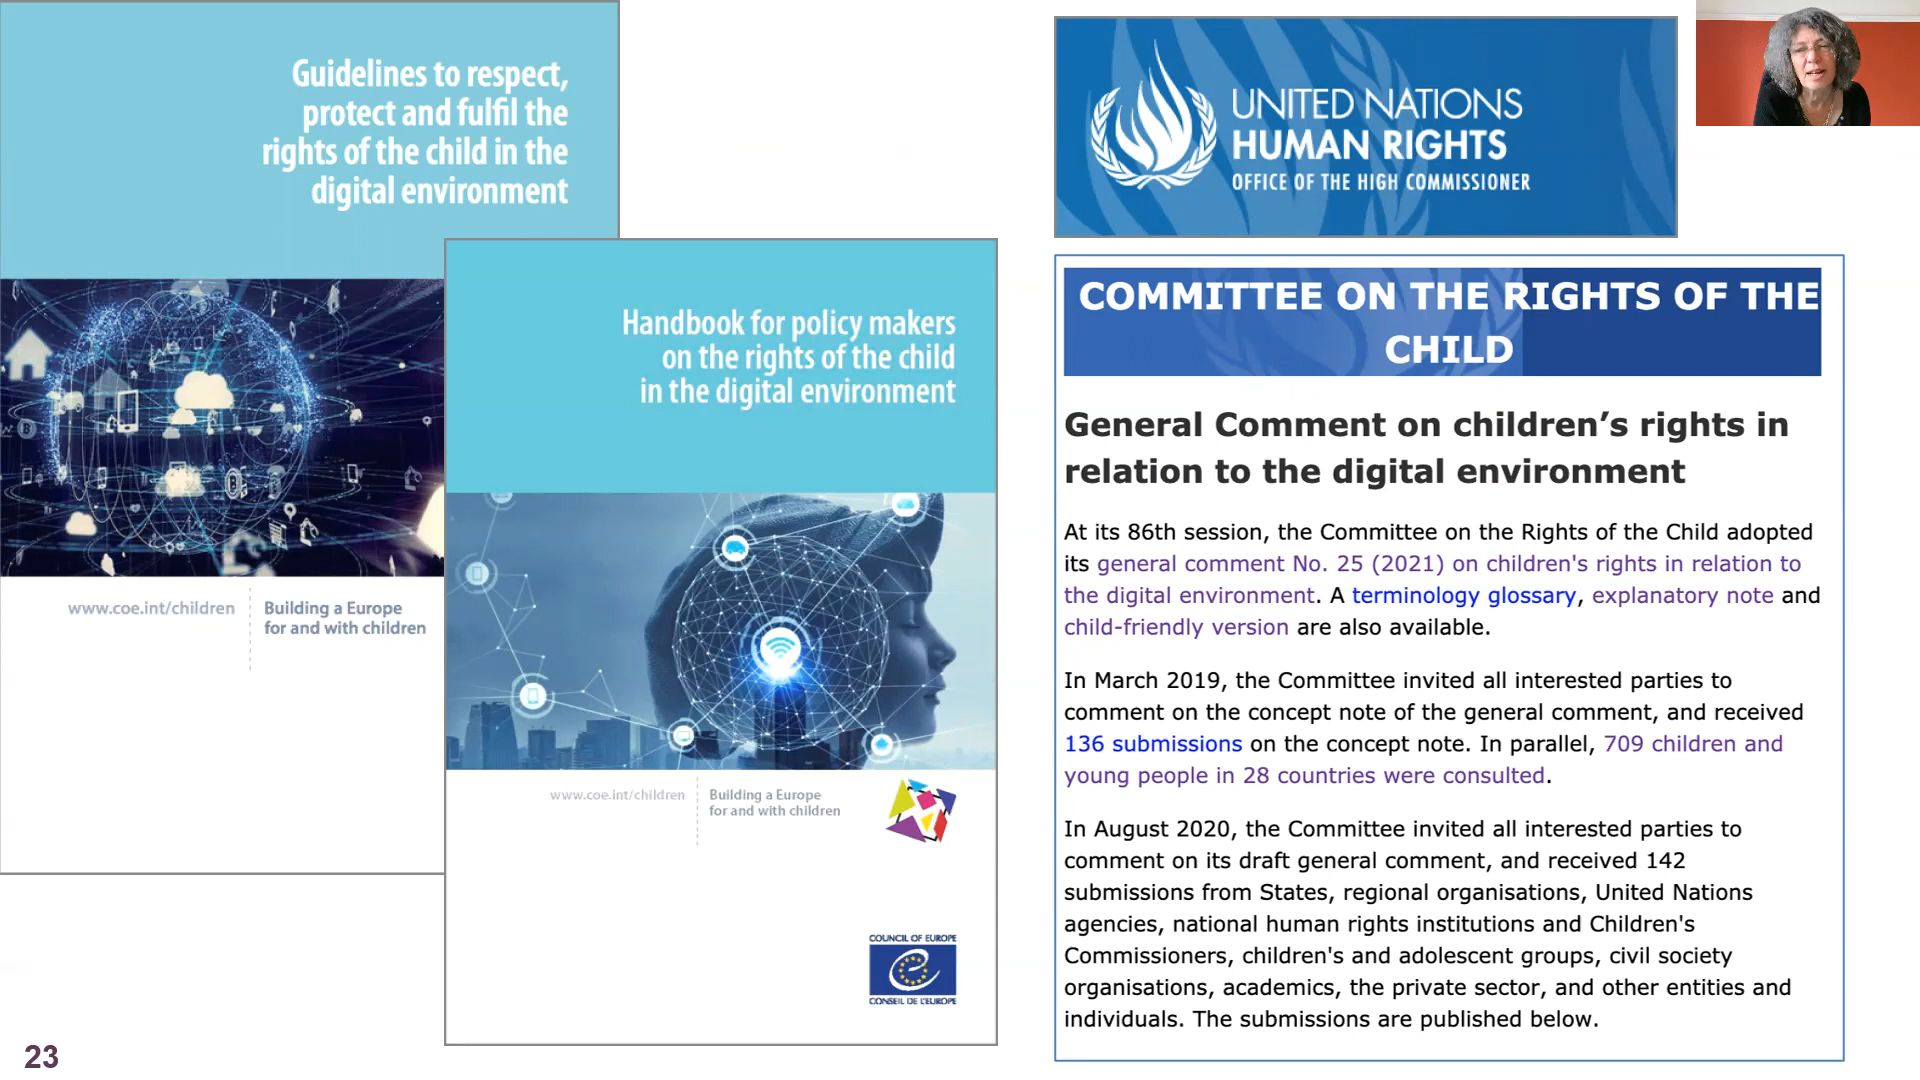 Guidelines to respect,
protect and fulfil the
rights of the child in the
digital environment
www.coe.int/children
Building a Europe
for and with children
Handbook for policy makers
on the rights of the child
in the digital environment
www.coe.int/children
Building a Europe
for and with children
COUNCIL OF EUROPE
CONSEIL DE L'EUROPE
23
UNITED NATIONS
HUMAN RIGHTS
OFFICE OF THE HIGH COMMISSIONER
COMMITTEE ON THE RIGHTS OF THE
CHILD
General Comment on children’s rights in
relation to the digital environment
At its 86th session, the Committee on the Rights of the Child adopted
its general comment No. 25 (2021) on children's rights in relation to
the digital environment. A terminology glossary, explanatory note and
child-friendly version are also available.
In March 2019, the Committee invited all interested parties to
comment on the concept note of the general comment, and received
136 submissions on the concept note. In parallel, 709 children and
young people in 28 countries were consulted.
In August 2020, the Committee invited all interested parties to
comment on its draft general comment, and received 142
submissions from States, regional organisations, United Nations
agencies, national human rights institutions and Children's
Commissioners, children's and adolescent groups, civil society
organisations, academics, the private sector, and other entities and
individuals. The submissions are published below.